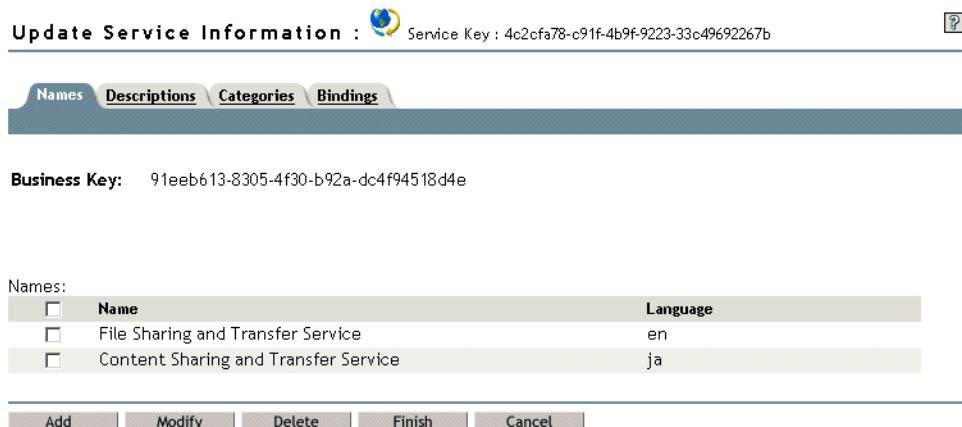 Update Service Information : Service Key : 4c2cfa78-c91f-4b9f-9223-33c49692267b ?
Names Descriptions Categories Bindings
Business Key: 91eeb613-8305-4f30-b92a-dc4f94518d4e
Names:
Name Language
File Sharing and Transfer Service en
Content Sharing and Transfer Service ja
Add Modify Delete Finish Cancel